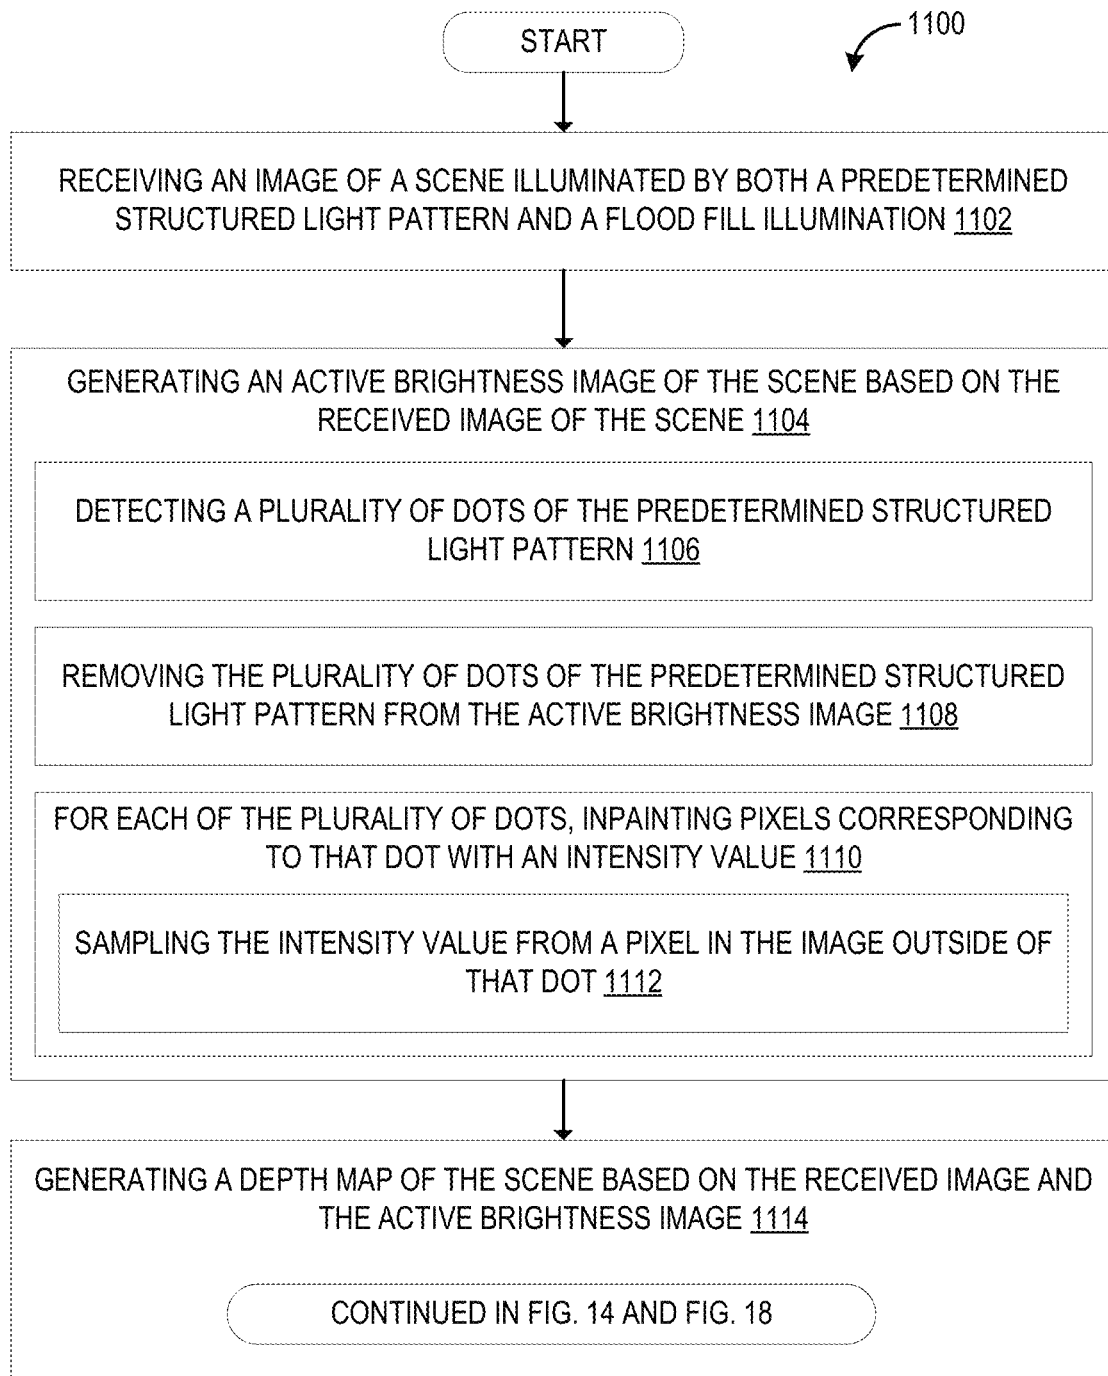 START
1100
RECEIVING AN IMAGE OF A SCENE ILLUMINATED BY BOTH A PREDETERMINED
STRUCTURED LIGHT PATTERN AND A FLOOD FILL ILLUMINATION 1102
GENERATING AN ACTIVE BRIGHTNESS IMAGE OF THE SCENE BASED ON THE
RECEIVED IMAGE OF THE SCENE 1104
DETECTING A PLURALITY OF DOTS OF THE PREDETERMINED STRUCTURED
LIGHT PATTERN 1106
REMOVING THE PLURALITY OF DOTS OF THE PREDETERMINED STRUCTURED
LIGHT PATTERN FROM THE ACTIVE BRIGHTNESS IMAGE 1108
FOR EACH OF THE PLURALITY OF DOTS, INPAINTING PIXELS CORRESPONDING
TO THAT DOT WITH AN INTENSITY VALUE 1110
SAMPLING THE INTENSITY VALUE FROM A PIXEL IN THE IMAGE OUTSIDE OF
THAT DOT 1112
GENERATING A DEPTH MAP OF THE SCENE BASED ON THE RECEIVED IMAGE AND
THE ACTIVE BRIGHTNESS IMAGE 1114
CONTINUED IN FIG. 14 AND FIG. 18